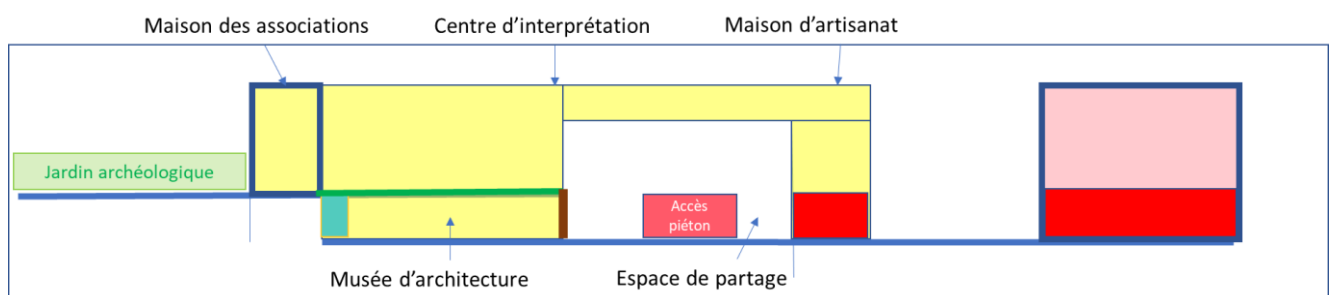 Maison des associations
Centre d’interprétation
Maison d’artisanat
Jardin archéologique
Accès
piéton
Musée d’architecture
Espace de partage